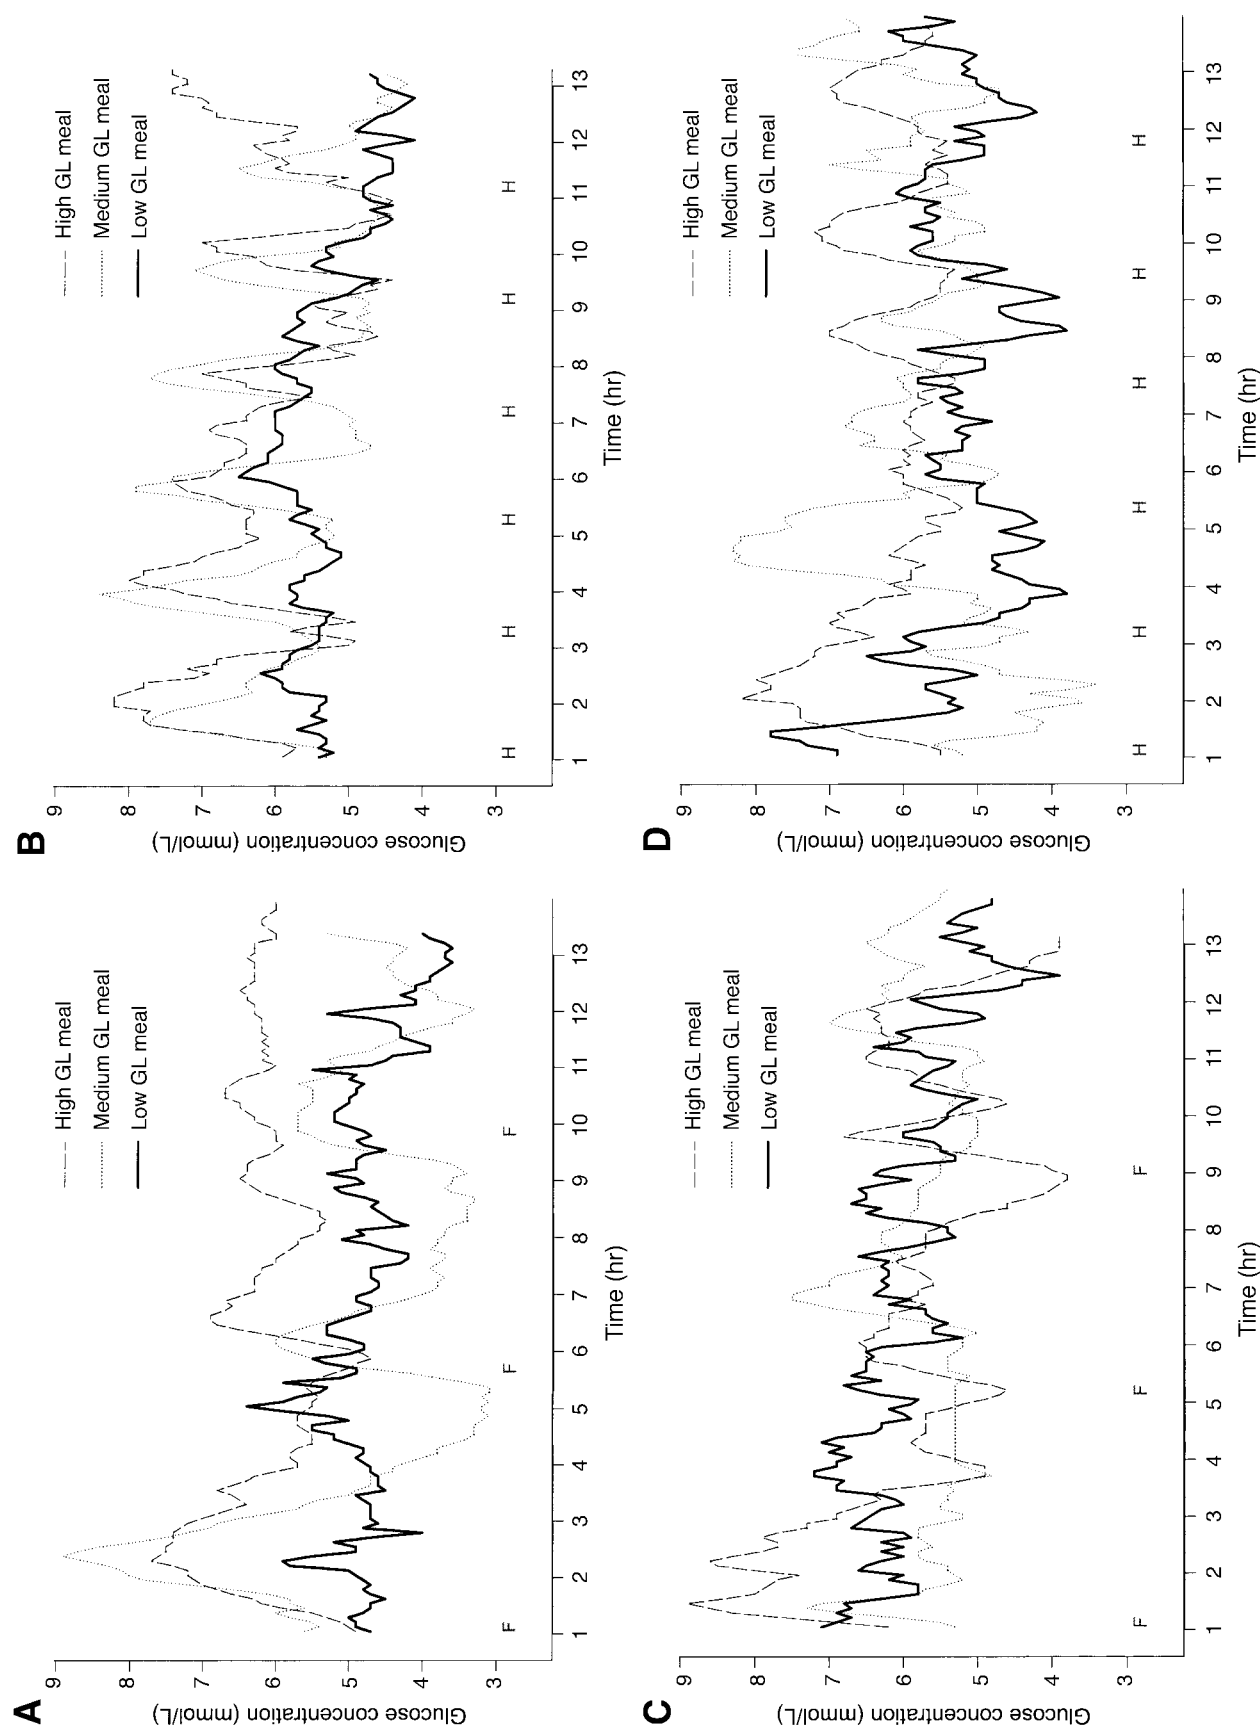 A
Glucose concentration (mmol/L)
9
8
7
6
5
4
3
High GL meal
Medium GL meal
Low GL meal
F
F
F
1
2
3
4
5
6
7
8
9
10
11
12
13
Time (hr)
B
Glucose concentration (mmol/L)
9
8
7
6
5
4
3
High GL meal
Medium GL meal
Low GL meal
H
H
H
H
H
H
1
2
3
4
5
6
7
8
9
10
11
12
13
Time (hr)
C
Glucose concentration (mmol/L)
9
8
7
6
5
4
3
High GL meal
Medium GL meal
Low GL meal
F
F
F
1
2
3
4
5
6
7
8
9
10
11
12
13
Time (hr)
D
Glucose concentration (mmol/L)
9
8
7
6
5
4
3
High GL meal
Medium GL meal
Low GL meal
H
H
H
H
H
H
1
2
3
4
5
6
7
8
9
10
11
12
13
Time (hr)